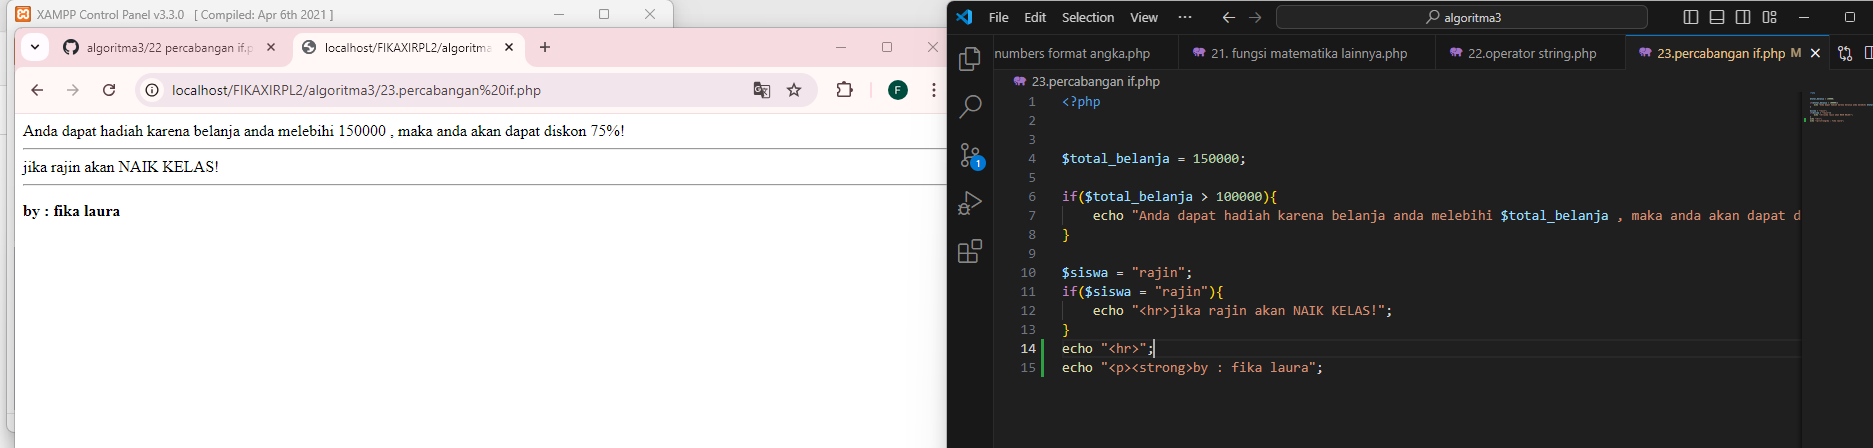 XAMPP Control Panel v3.3.0 [ Compiled: Apr 6th 2021 ]
algoritma3/22 percabangan if.p
localhost/FIKAXIRPL2/algoritma
localhost/FIKAXIRPL2/algoritma3/23.percabangan%20if.php
F
Anda dapat hadiah karena belanja anda melebihi 150000 , maka anda akan dapat diskon 75%!
jika rajin akan NAIK KELAS!
by : fika laura
File Edit Selection View ···
algoritma3
numbers format angka.php
21. fungsi matematika lainnya.php
22.operator string.php
23.percabangan if.php M
23.percabangan if.php
1
1 <?php
2
3
4 $total_belanja = 150000;
5
6 if($total_belanja > 100000){
7 echo "Anda dapat hadiah karena belanja anda melebihi $total_belanja , maka anda akan dapat d
8 }
9
10 $siswa = "rajin";
11 if($siswa = "rajin"){
12 echo "<hr>jika rajin akan NAIK KELAS!";
13 }
14 echo "<hr>";
15 echo "<p><strong>by : fika laura";